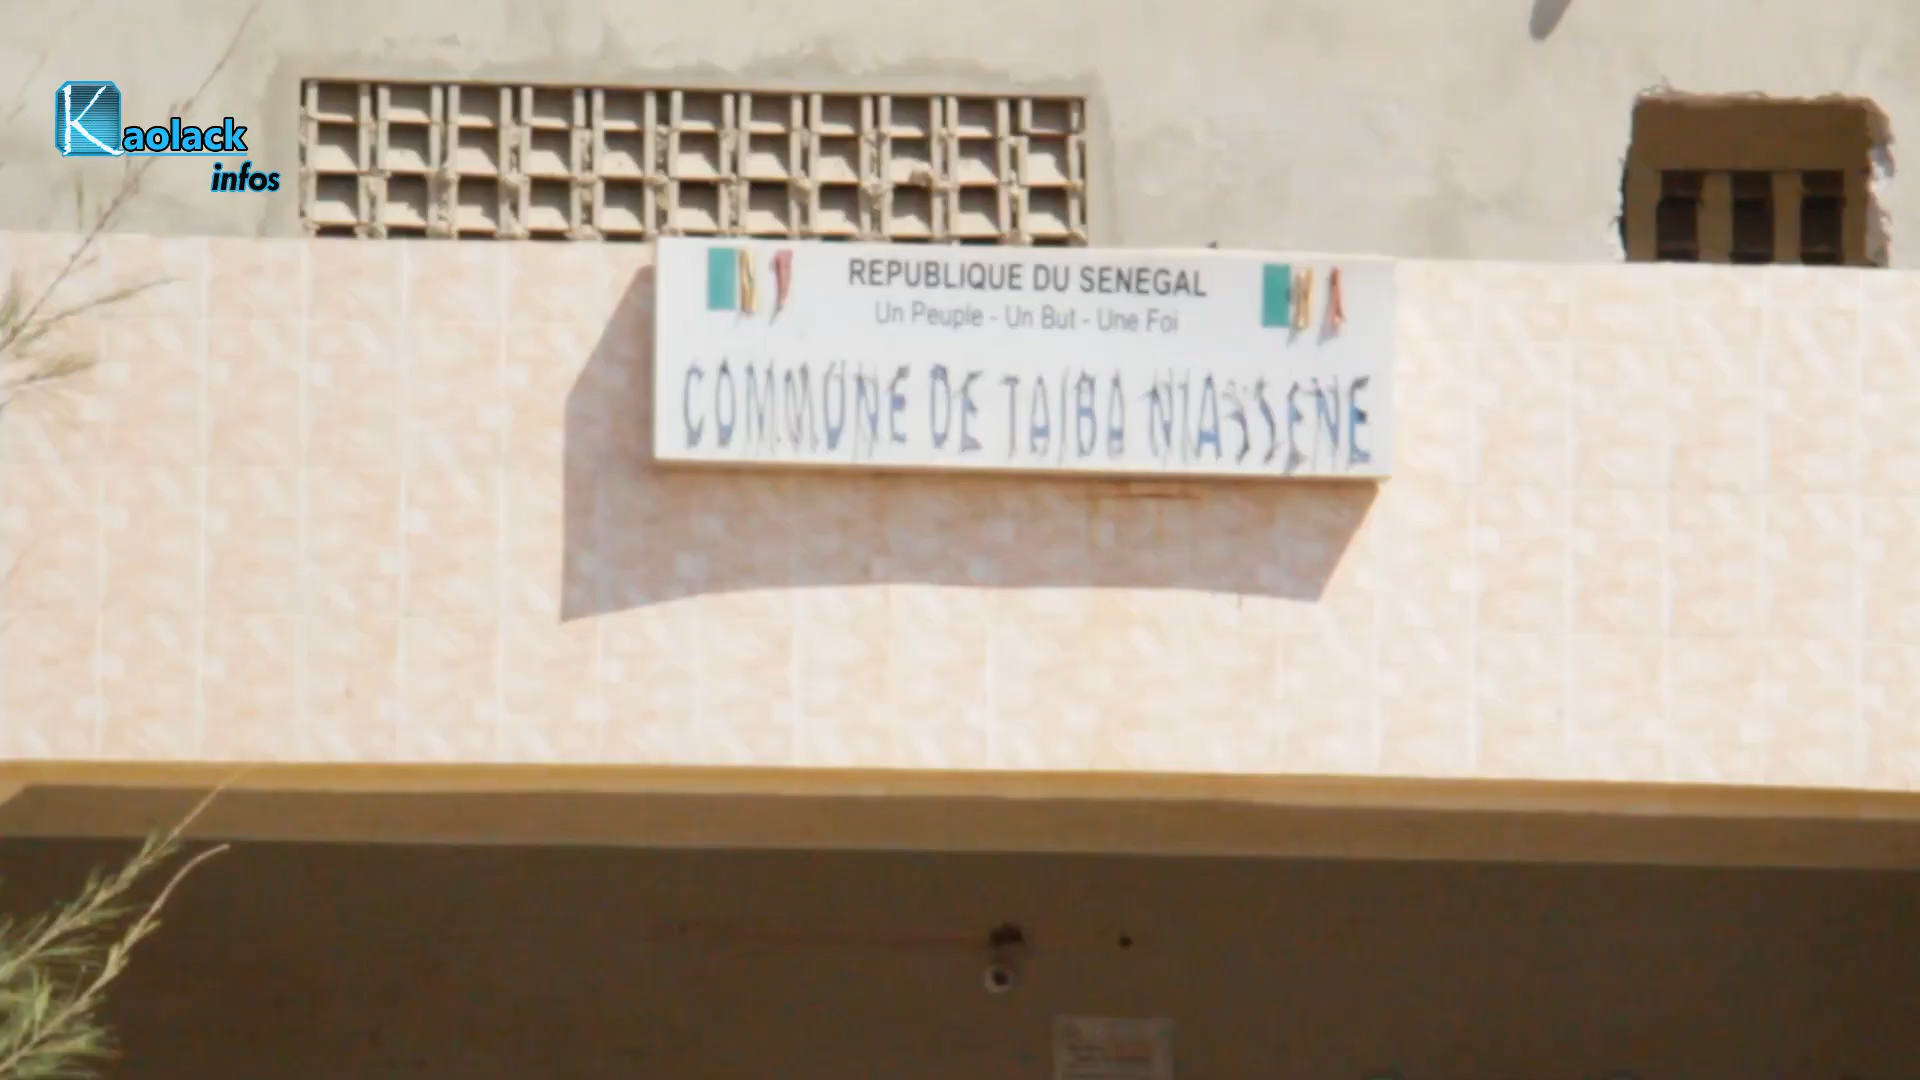 Kaolack
infos
REPUBLIQUE DU SENEGAL
Un Peuple - Un But - Une Foi
COMMUNE DE TAIBA NIASSENE